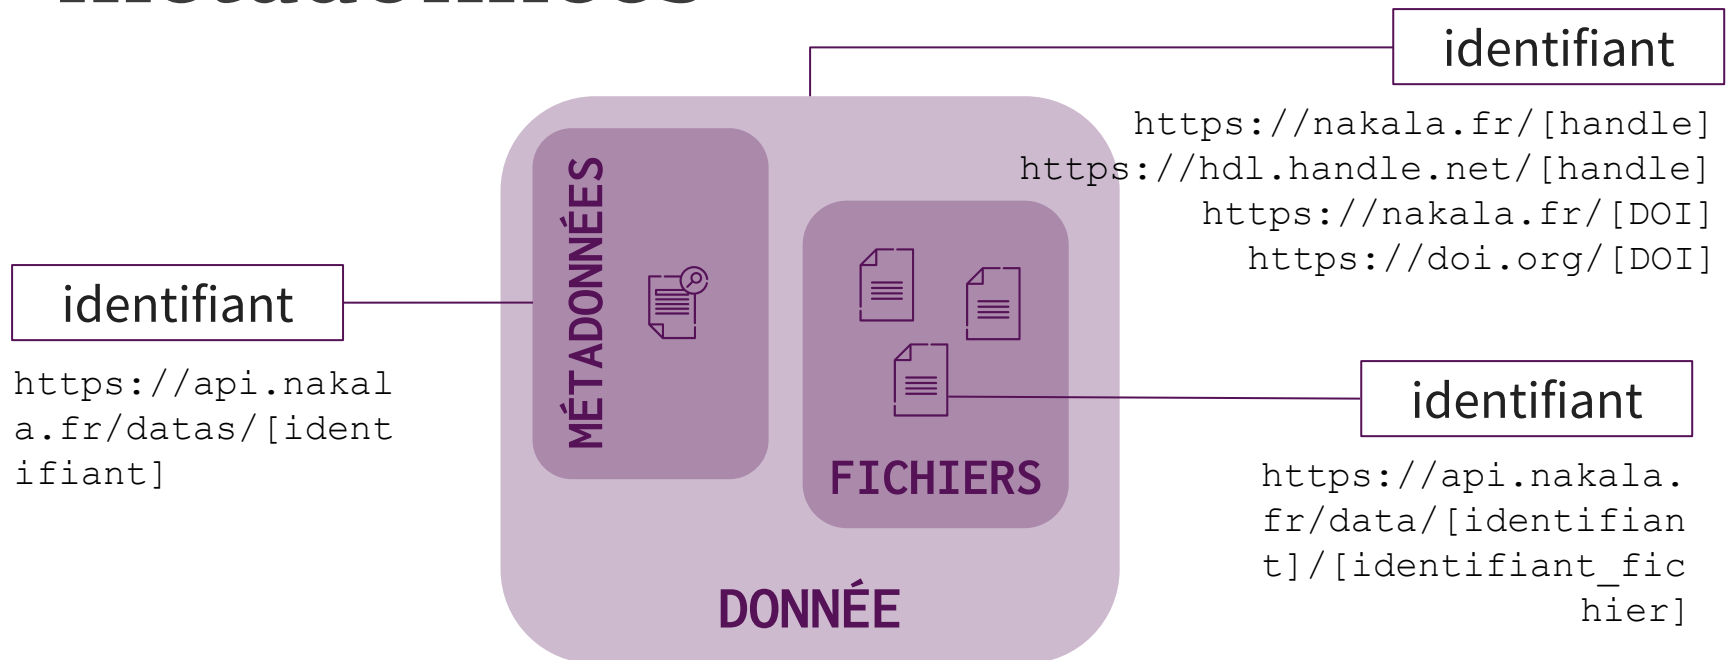 métadonnées
identifiant
https://nakala.fr/[handle]
https://hdl.handle.net/[handle]
https://nakala.fr/[DOI]
https://doi.org/[DOI]
MÉTADONNÉES
identifiant
https://api.nakal
a.fr/datas/[ident
ifiant]
FICHIERS
identifiant
https://api.nakala.
fr/data/[identifian
t]/[identifiant_fic
hier]
DONNÉE